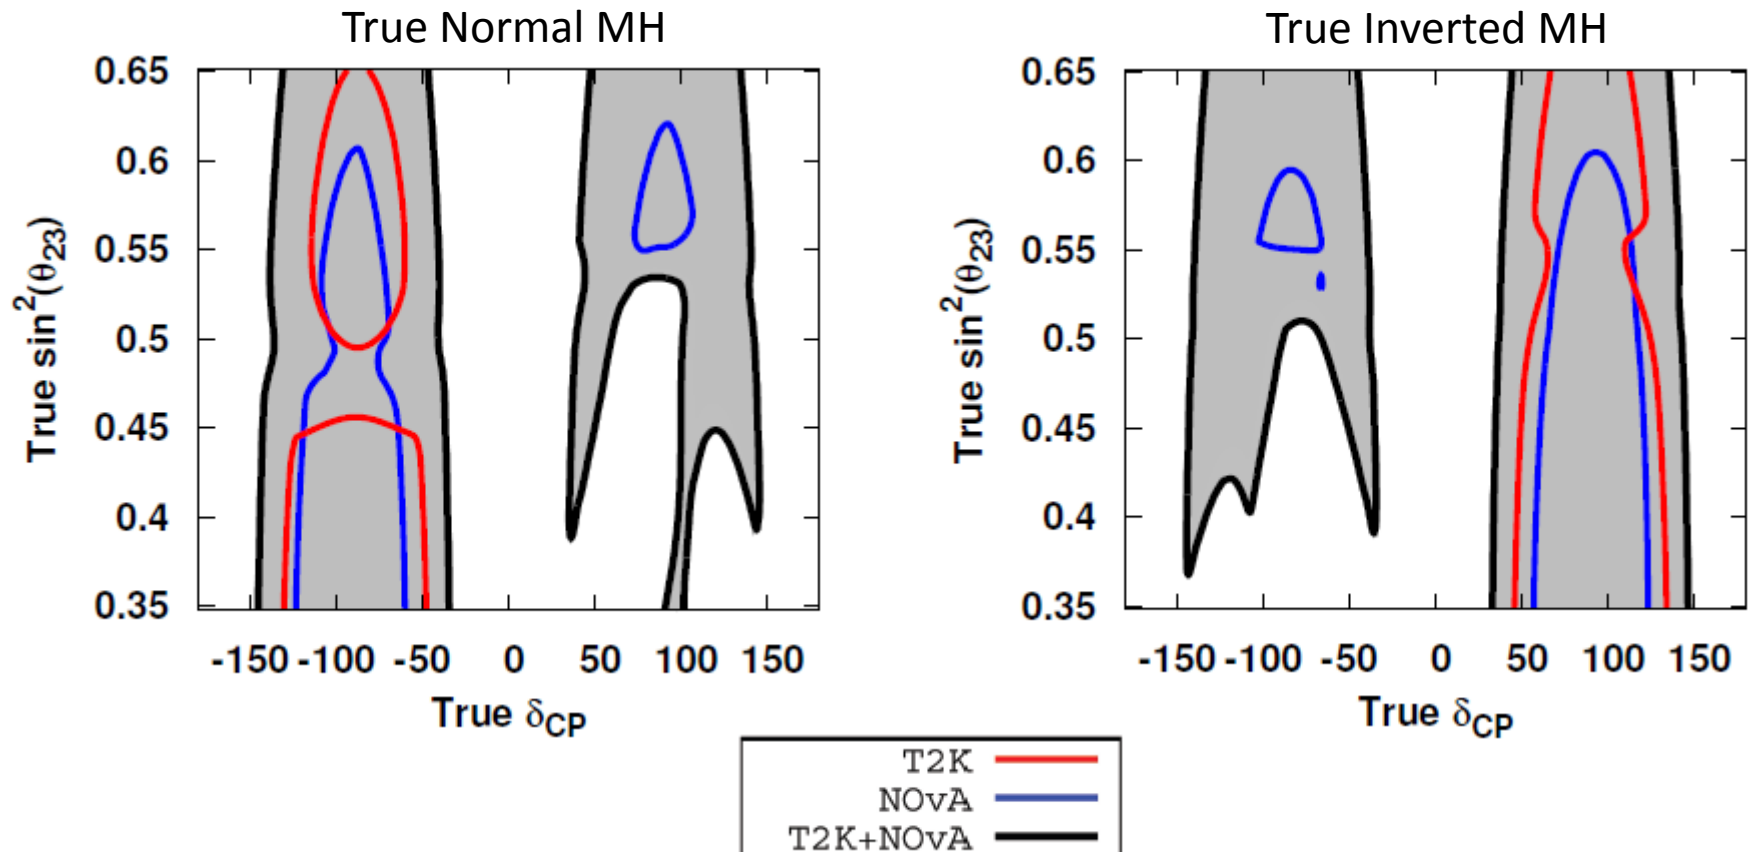 True Normal MH
True Inverted MH
0.65
0.6
0.55
0.5
0.45
0.4
0.35
True sin²(θ₂₃)
-150 -100 -50 0 50 100 150
True δCP
0.65
0.6
0.55
0.5
0.45
0.4
0.35
True sin²(θ₂₃)
-150 -100 -50 0 50 100 150
True δCP
T2K
NOvA
T2K+NOvA